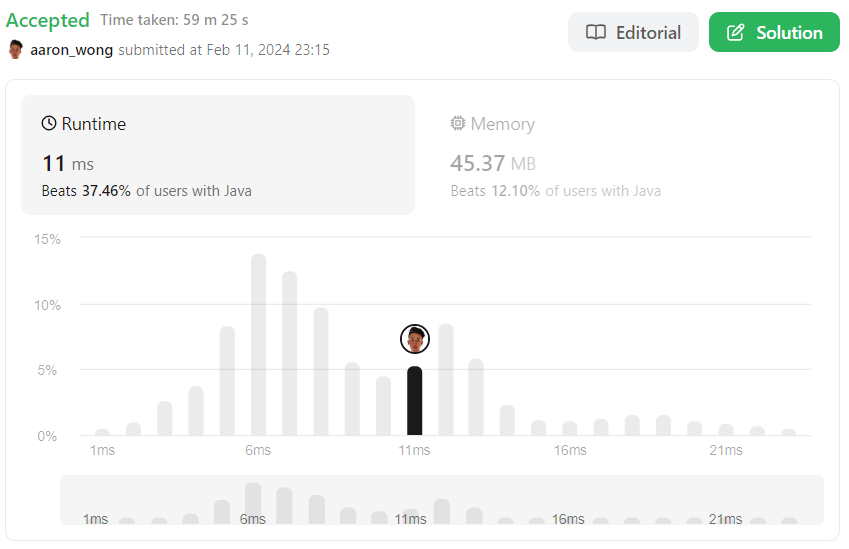 Accepted Time taken: 59 m 25 s
aaron_wong submitted at Feb 11, 2024 23:15
Editorial
Solution
Runtime
11 ms
Beats 37.46% of users with Java
Memory
45.37 MB
Beats 12.10% of users with Java
15%
10%
5%
0%
1ms 6ms 11ms 16ms 21ms
1ms 6ms 11ms 16ms 21ms